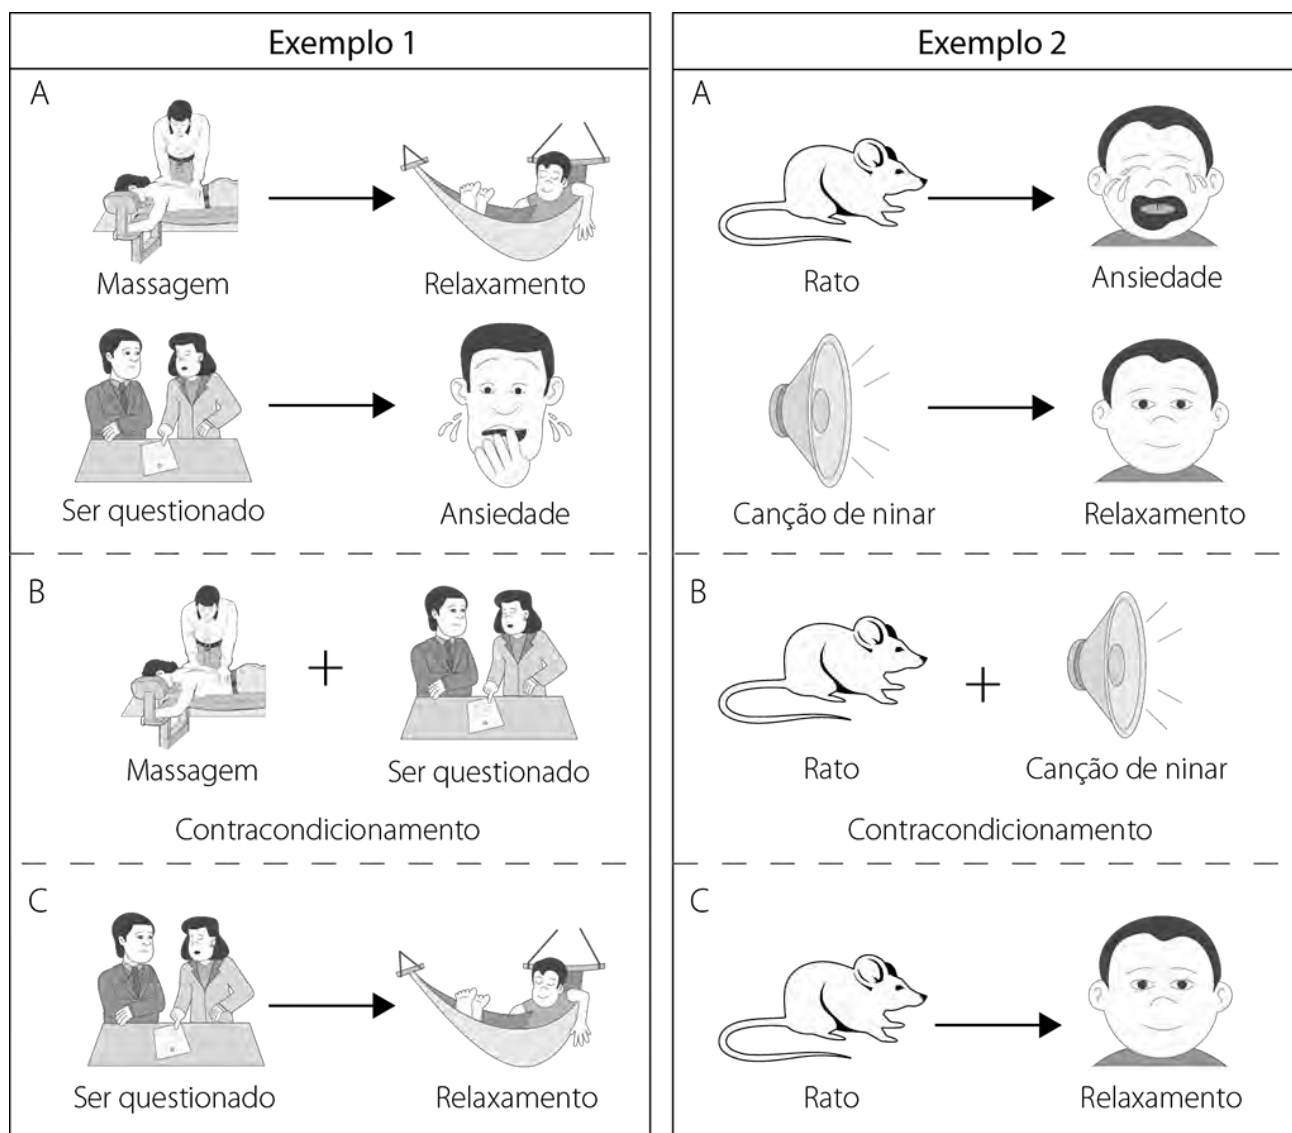 Exemplo 1
A
Massagem
Relaxamento
Ser questionado
Ansiedade
B
Massagem
+
Ser questionado
Contracondicionamento
C
Ser questionado
Relaxamento
Exemplo 2
A
Rato
Ansiedade
Canção de ninar
Relaxamento
B
Rato
+
Canção de ninar
Contracondicionamento
C
Rato
Relaxamento